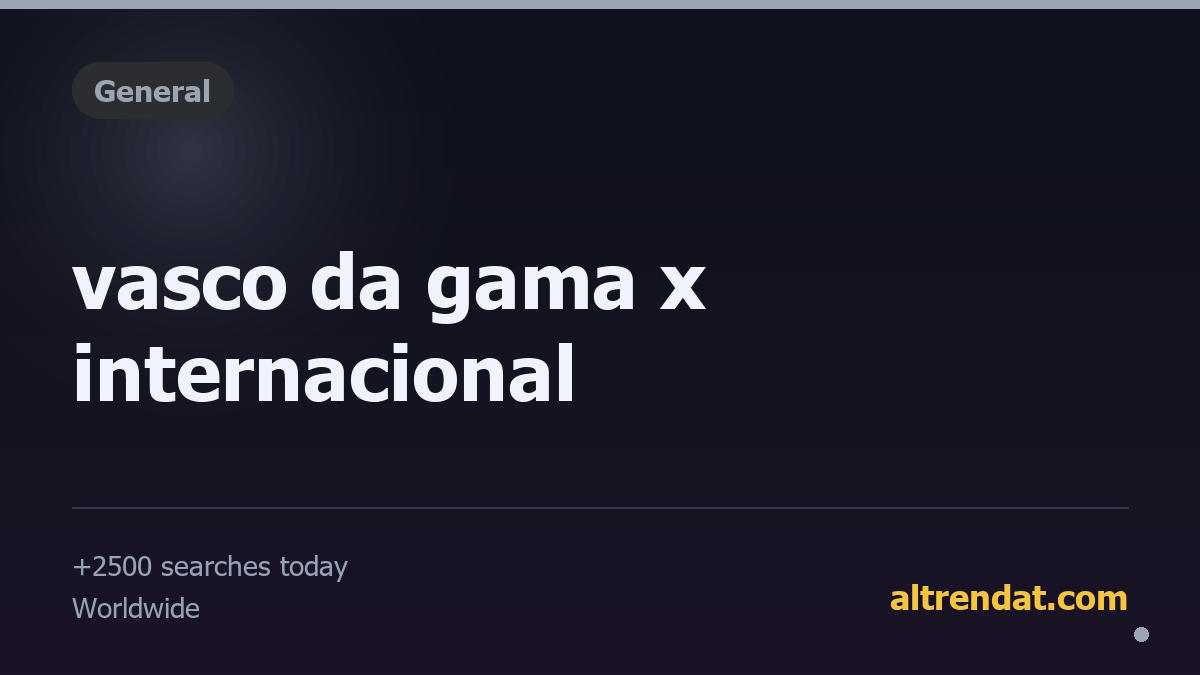 General
vasco da gama x
internacional
+2500 searches today
Worldwide
altrendat.com